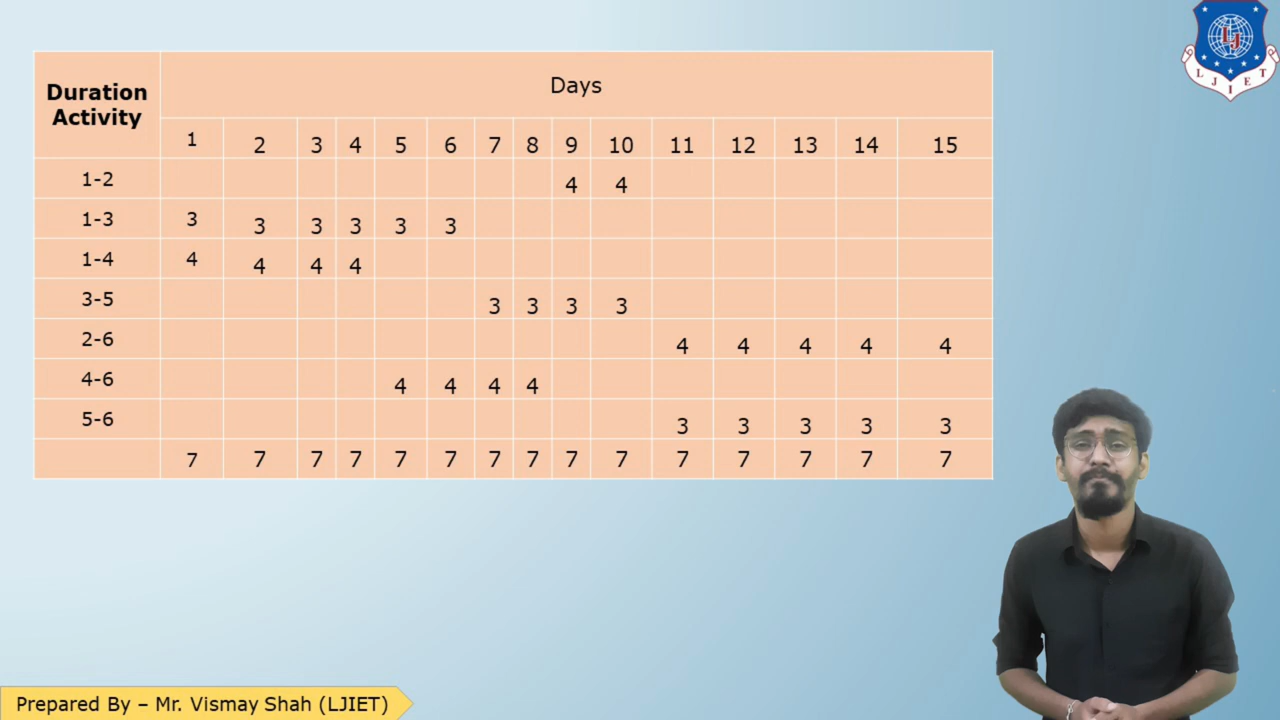 Duration Activity Days
1 2 3 4 5 6 7 8 9 10 11 12 13 14 15
1-2 4 4
1-3 3 3 3 3 3 3
1-4 4 4 4 4
3-5 3 3 3 3
2-6 4 4 4 4 4
4-6 4 4 4 4
5-6 3 3 3 3 3
7 7 7 7 7 7 7 7 7 7 7 7 7 7 7
LJ
L J I E T
Prepared By – Mr. Vismay Shah (LJIET)